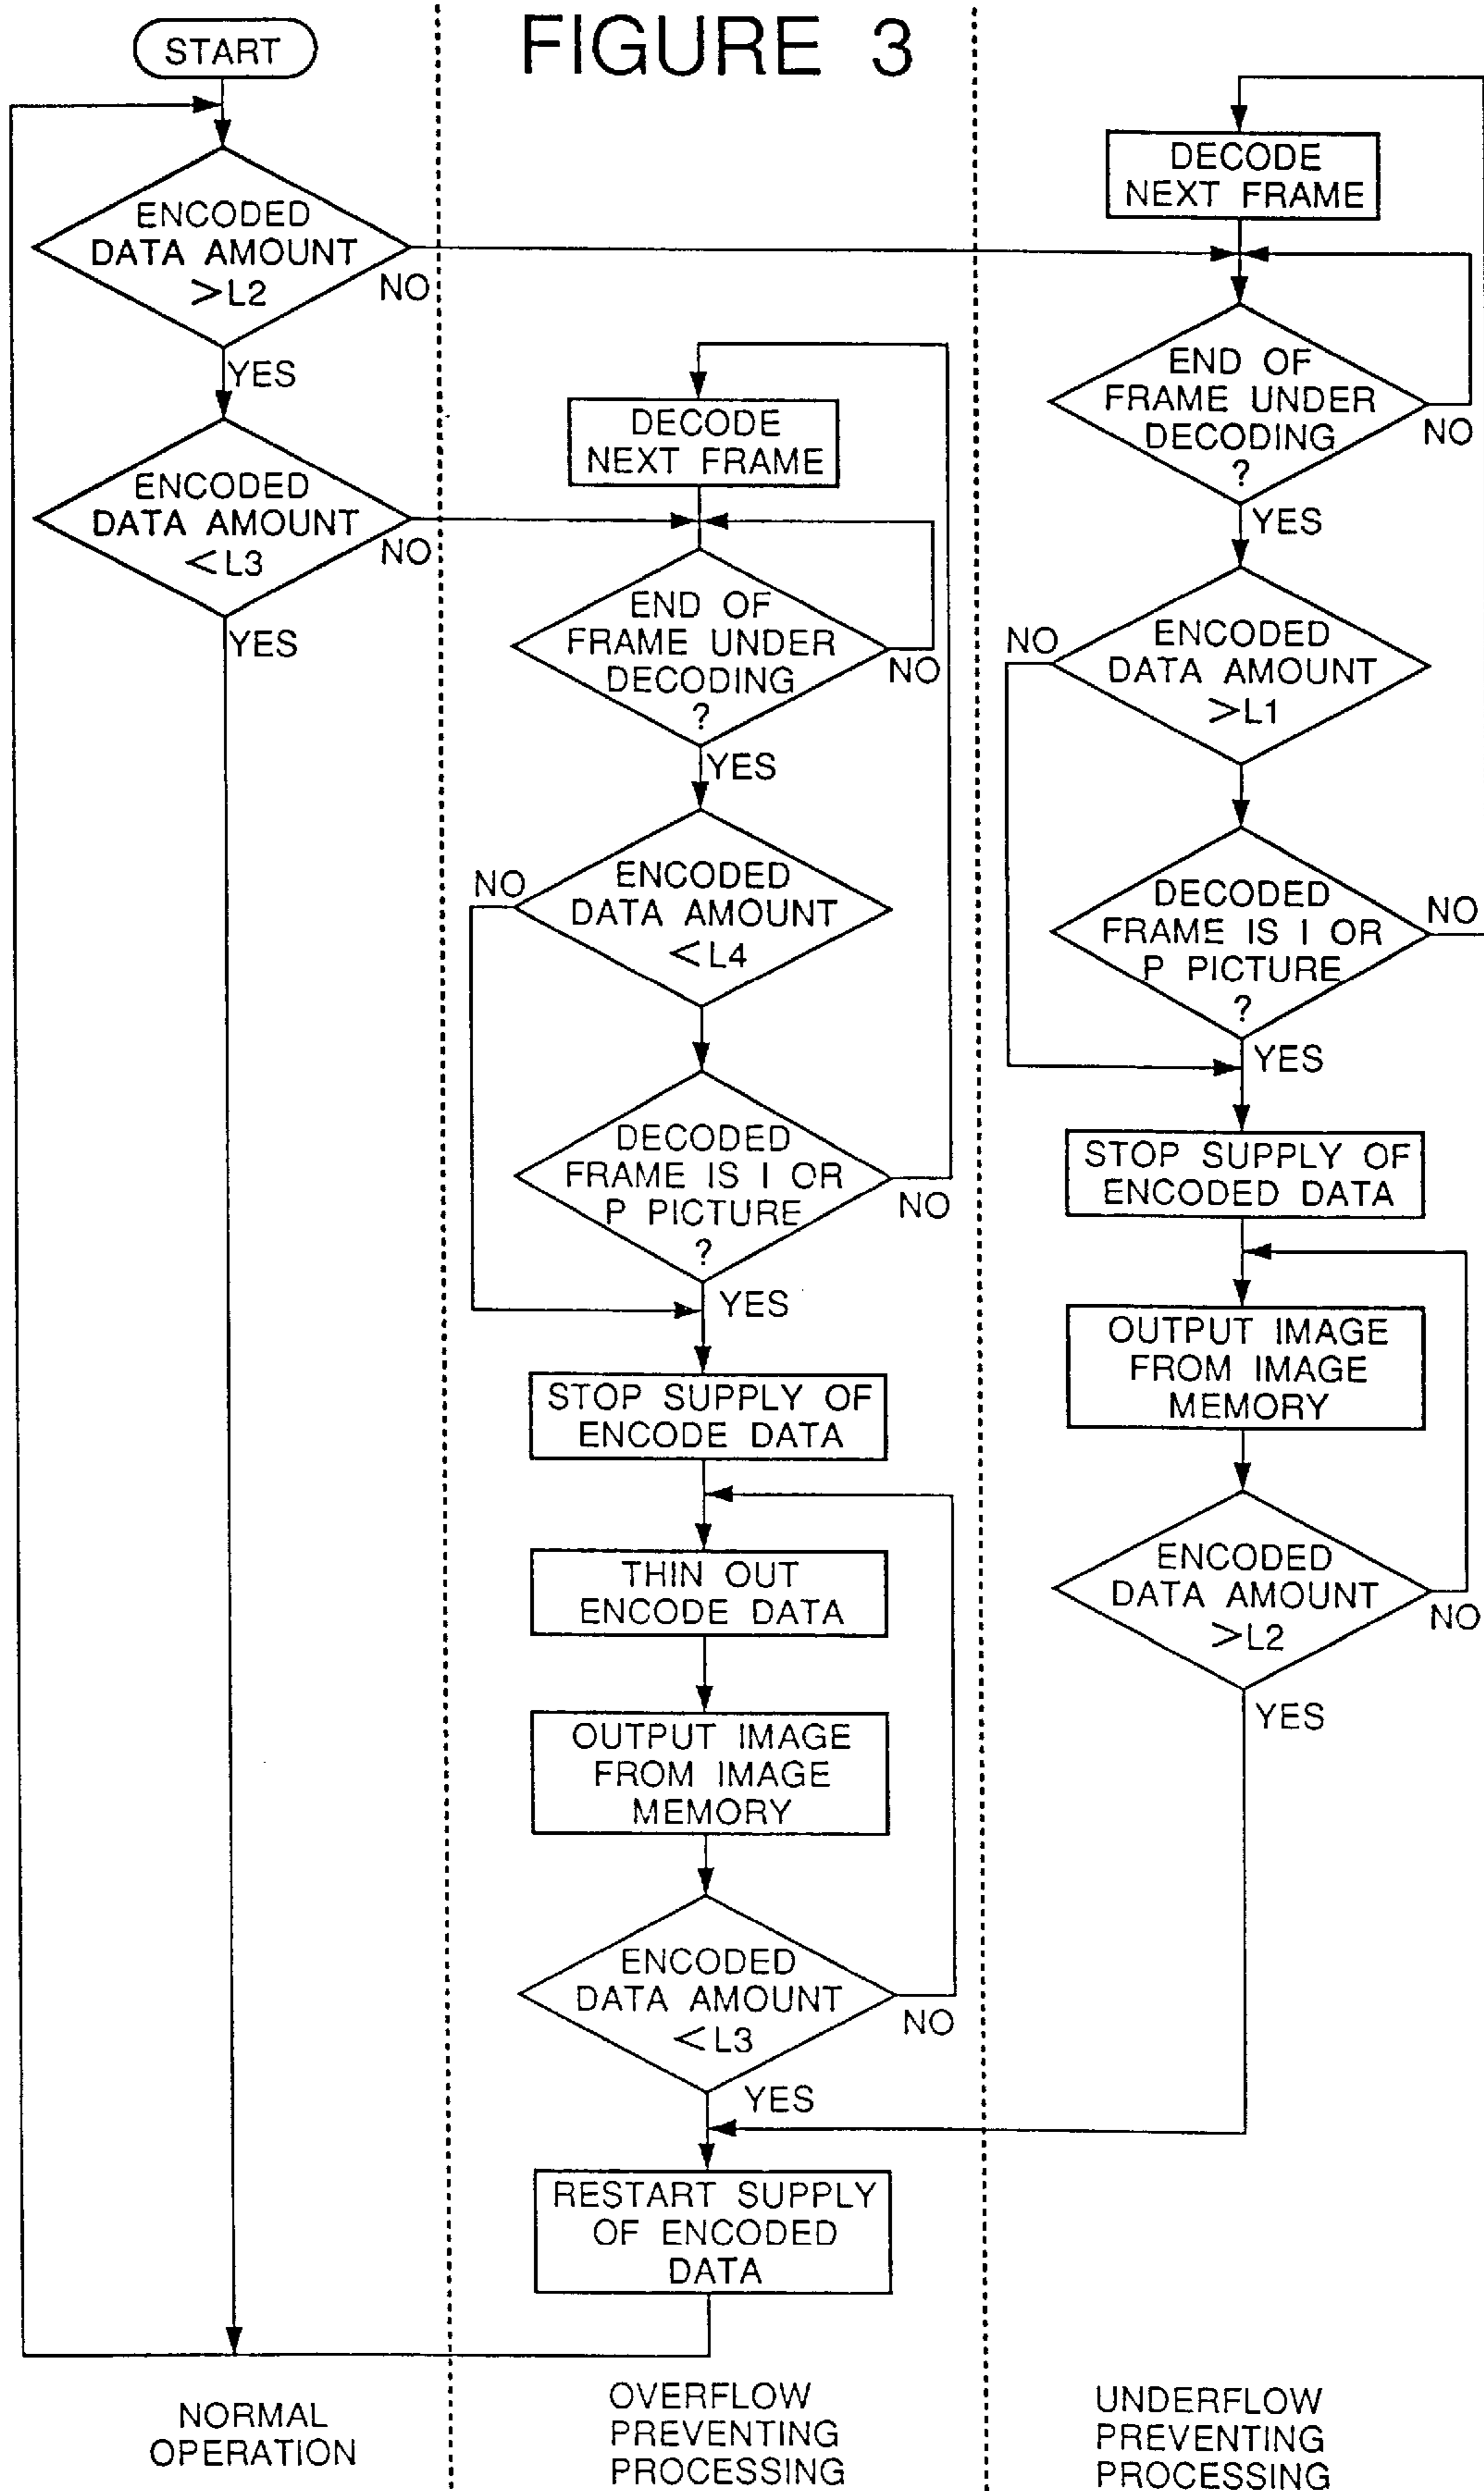 FIGURE 3
START
ENCODED
DATA AMOUNT
>L2
NO
YES
ENCODED
DATA AMOUNT
<L3
NO
YES
NORMAL
OPERATION
DECODE
NEXT FRAME
END OF
FRAME UNDER
DECODING
?
NO
YES
ENCODED
DATA AMOUNT
<L4
NO
DECODED
FRAME IS I OR
P PICTURE
?
NO
YES
STOP SUPPLY OF
ENCODE DATA
THIN OUT
ENCODE DATA
OUTPUT IMAGE
FROM IMAGE
MEMORY
ENCODED
DATA AMOUNT
<L3
NO
YES
RESTART SUPPLY
OF ENCODED
DATA
OVERFLOW
PREVENTING
PROCESSING
DECODE
NEXT FRAME
END OF
FRAME UNDER
DECODING
?
NO
YES
NO
ENCODED
DATA AMOUNT
>L1
DECODED
FRAME IS I OR
P PICTURE
?
NO
YES
STOP SUPPLY OF
ENCODED DATA
OUTPUT IMAGE
FROM IMAGE
MEMORY
ENCODED
DATA AMOUNT
>L2
NO
YES
UNDERFLOW
PREVENTING
PROCESSING